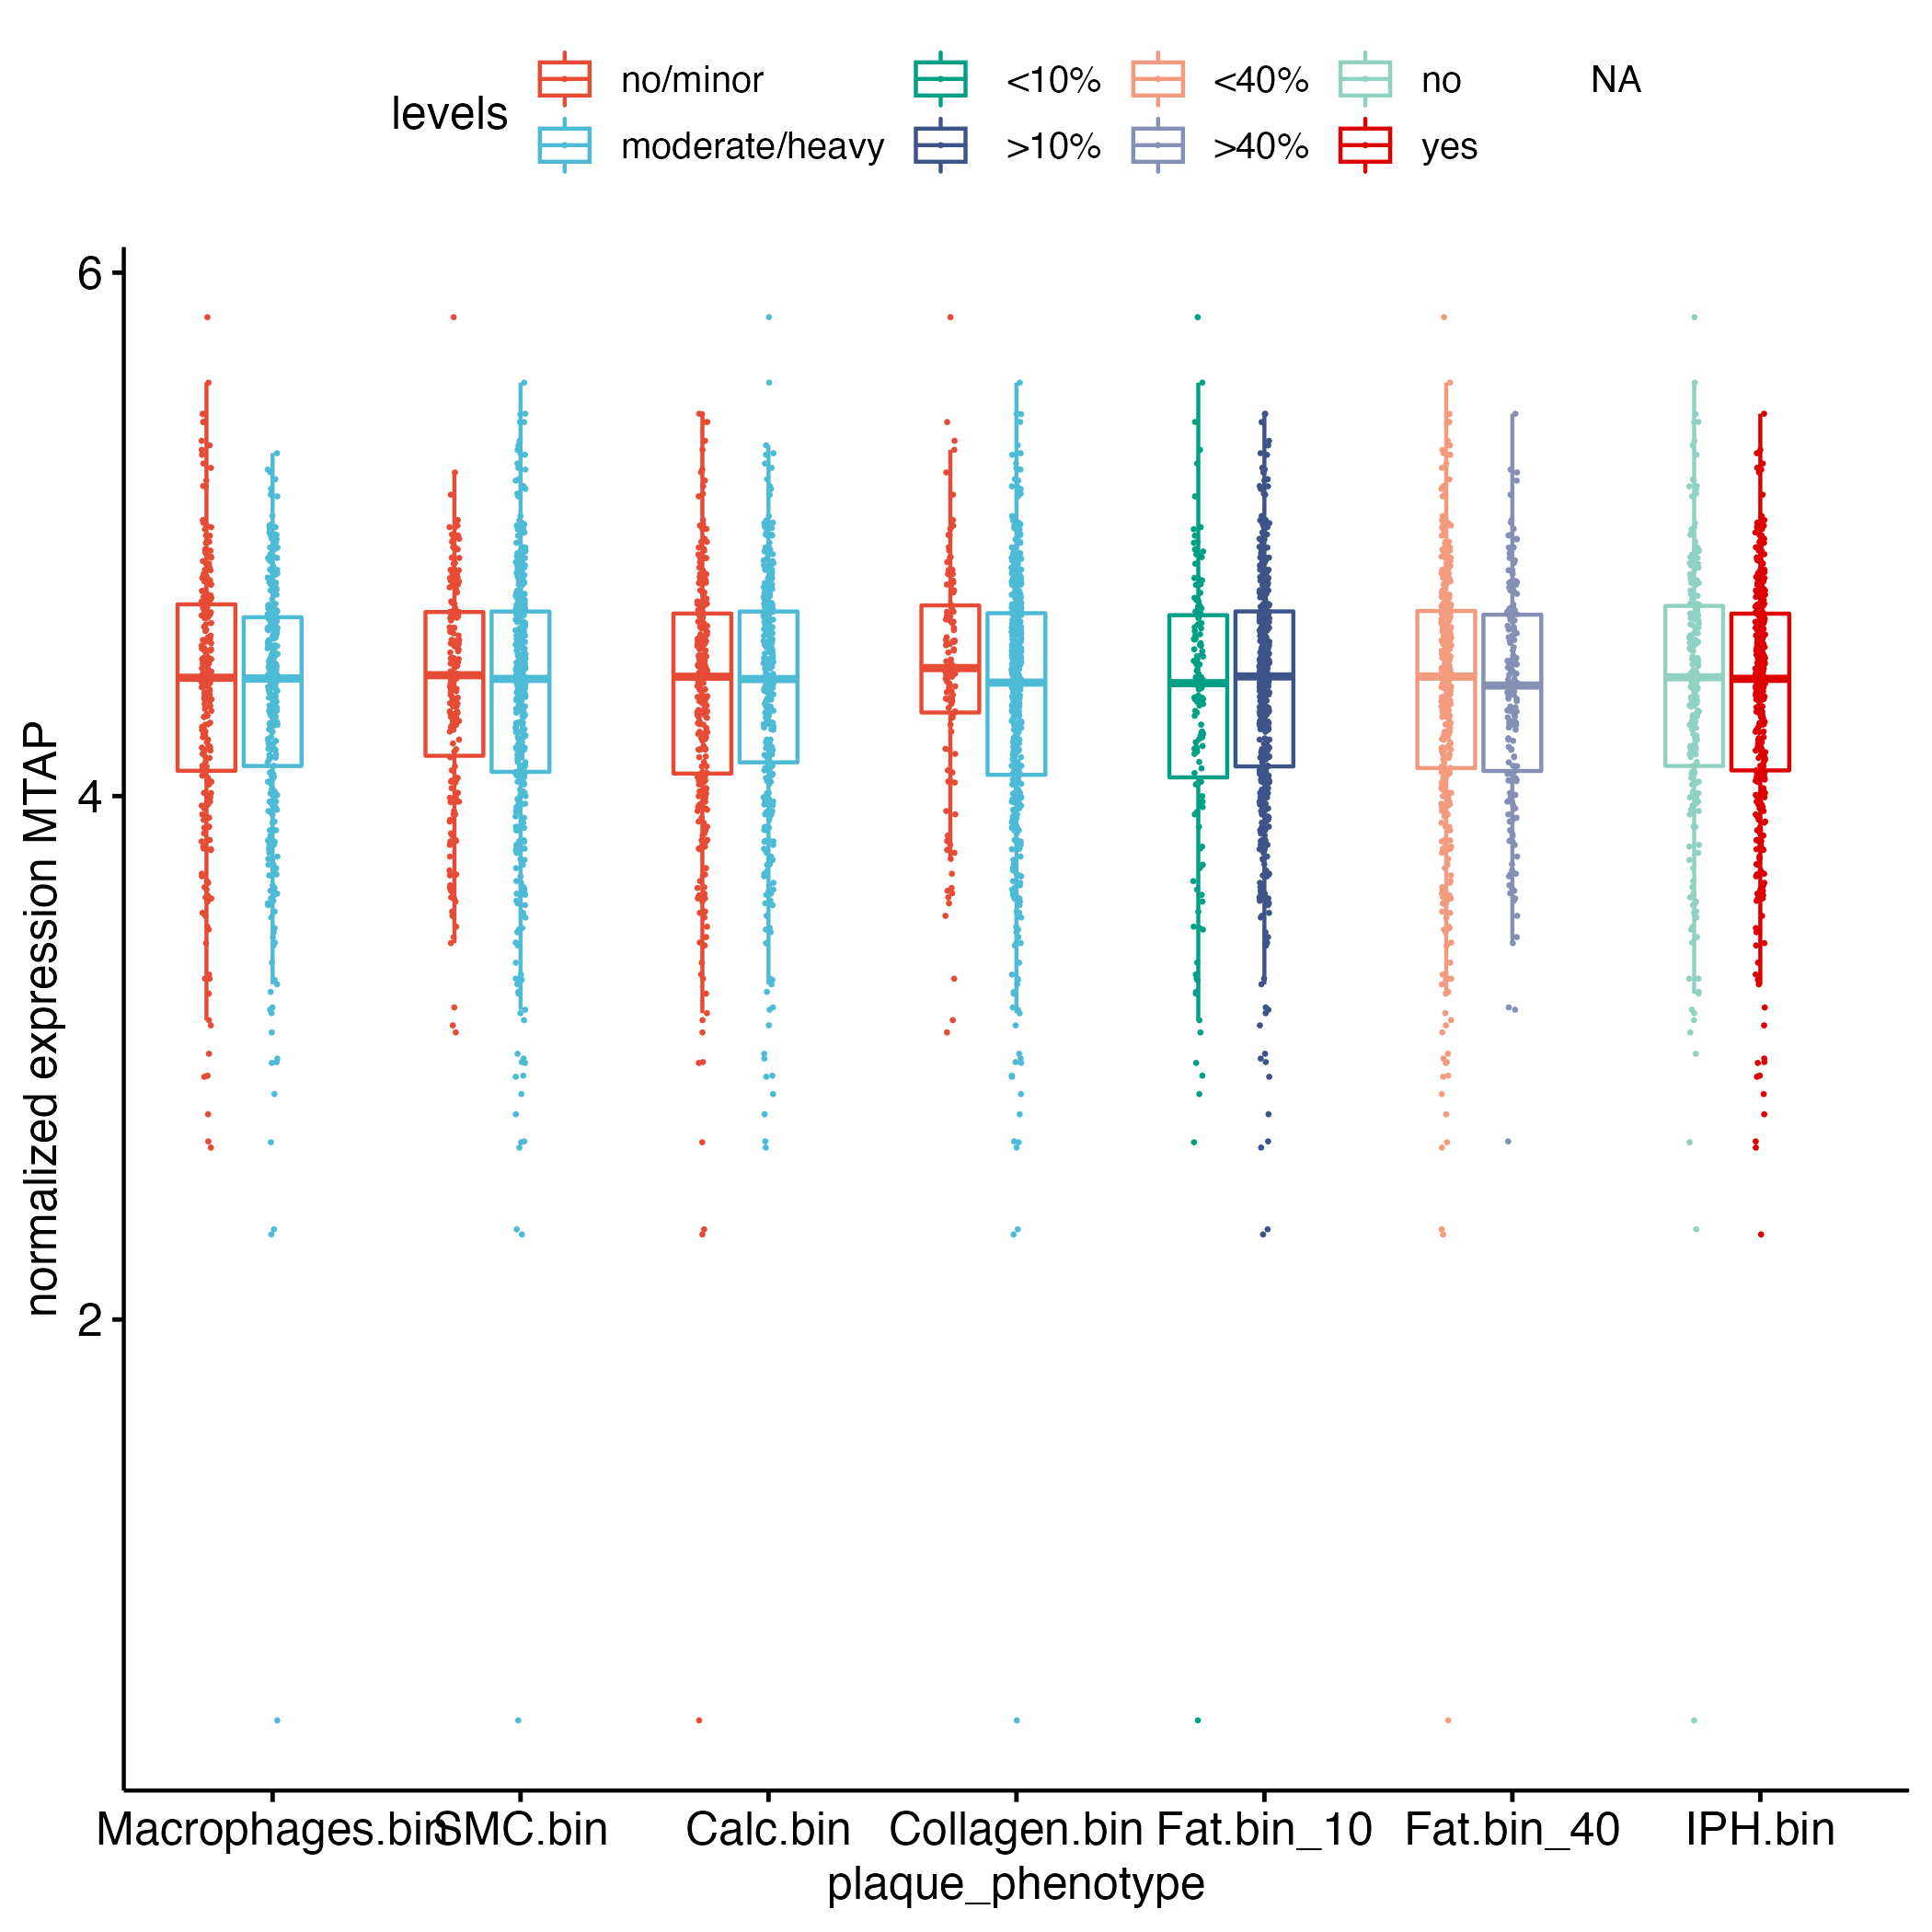 levels
no/minor <10% <40% no NA
moderate/heavy >10% >40% yes
normalized expression MTAP
6
4
2
Macrophages.bin SMC.bin Calc.bin Collagen.bin Fat.bin_10 Fat.bin_40 IPH.bin
plaque_phenotype